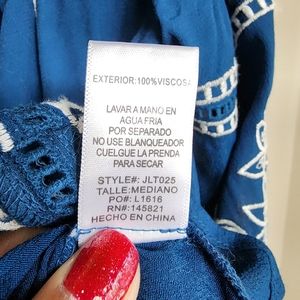 EXTERIOR:100%VISCOSA
LAVAR A MANO EN
AGUA FRIA
POR SEPARADO
NO USE BLANQUEADOR
CUELGUE LA PRENDA
PARA SECAR
STYLE#: JLT025
TALLE:MEDIANO
PO#: L1616
RN#:145821
HECHO EN CHINA